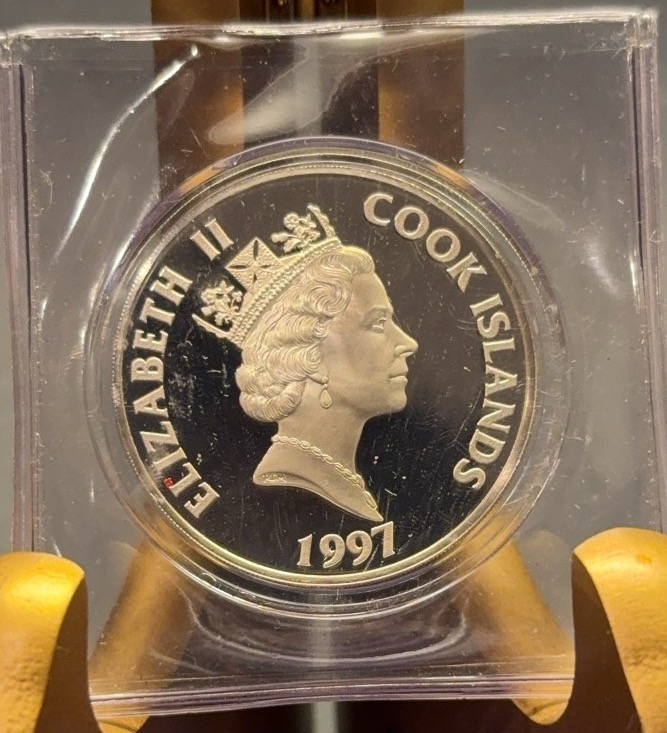 ELIZABETH II
COOK ISLANDS
1997